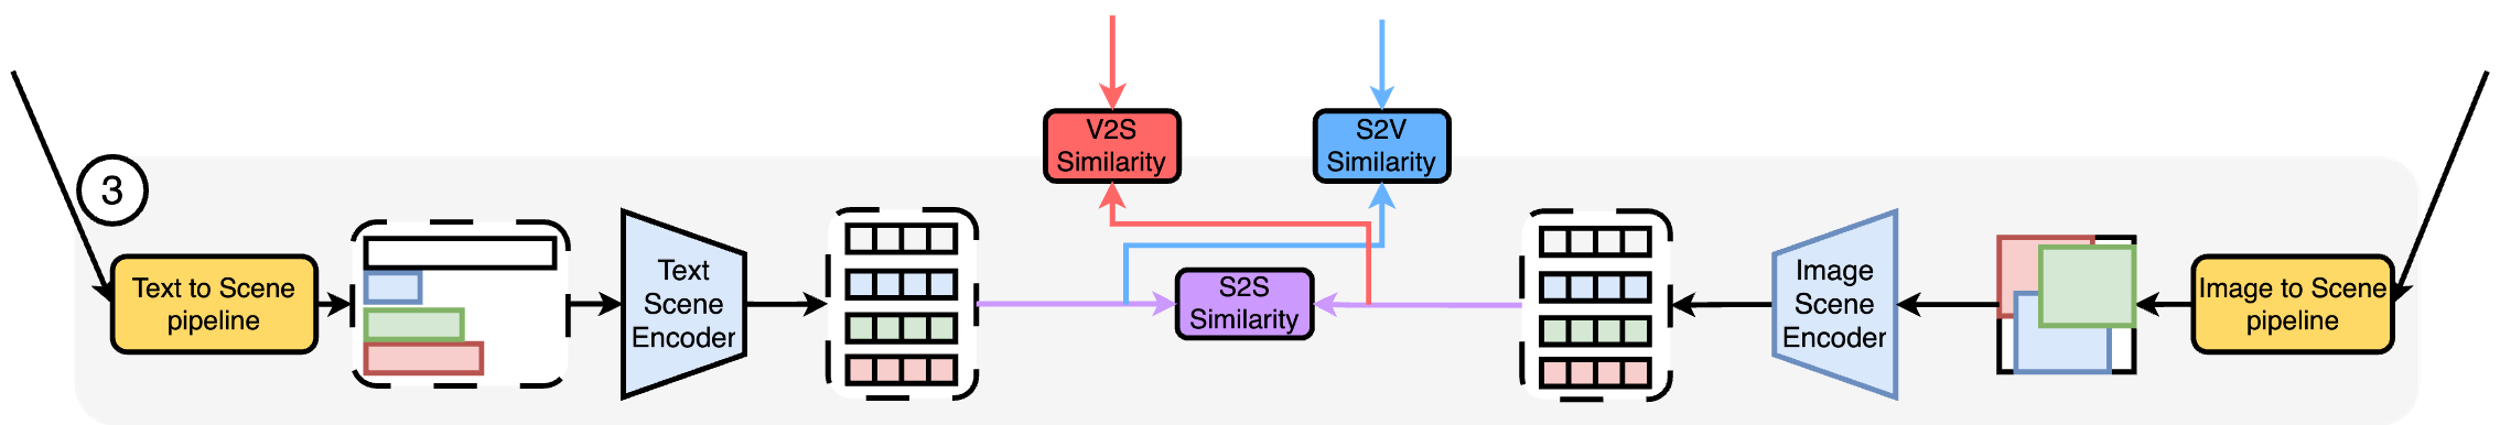 V2S
Similarity
S2V
Similarity
3
Text to Scene
pipeline
Text
Scene
Encoder
S2S
Similarity
Image
Scene
Encoder
Image to Scene
pipeline